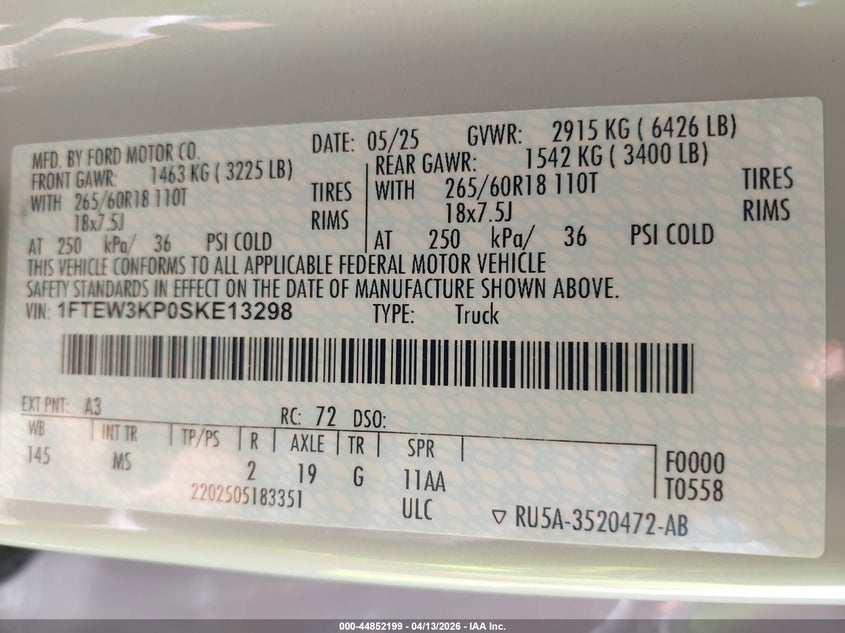 MFD. BY FORD MOTOR CO. DATE: 05/25 GVWR: 2915 KG ( 6426 LB)
FRONT GAWR: 1463 KG ( 3225 LB) REAR GAWR: 1542 KG ( 3400 LB)
WITH 265/60R18 110T TIRES WITH 265/60R18 110T TIRES
18x7.5J RIMS 18x7.5J RIMS
AT 250 kPa/ 36 PSI COLD AT 250 kPa/ 36 PSI COLD
THIS VEHICLE CONFORMS TO ALL APPLICABLE FEDERAL MOTOR VEHICLE
SAFETY STANDARDS IN EFFECT ON THE DATE OF MANUFACTURE SHOWN ABOVE.
VIN: 1FTEW3KP0SKE13298 TYPE: Truck
EXT PNT: A3 RC: 72 DSO:
WB INT TR TP/PS R AXLE TR SPR
145 MS 2 19 G 11AA F0000
2202505183351 ULC T0558
▽ RU5A-3520472-AB
000-44852199 - 04/13/2026 - IAA Inc.